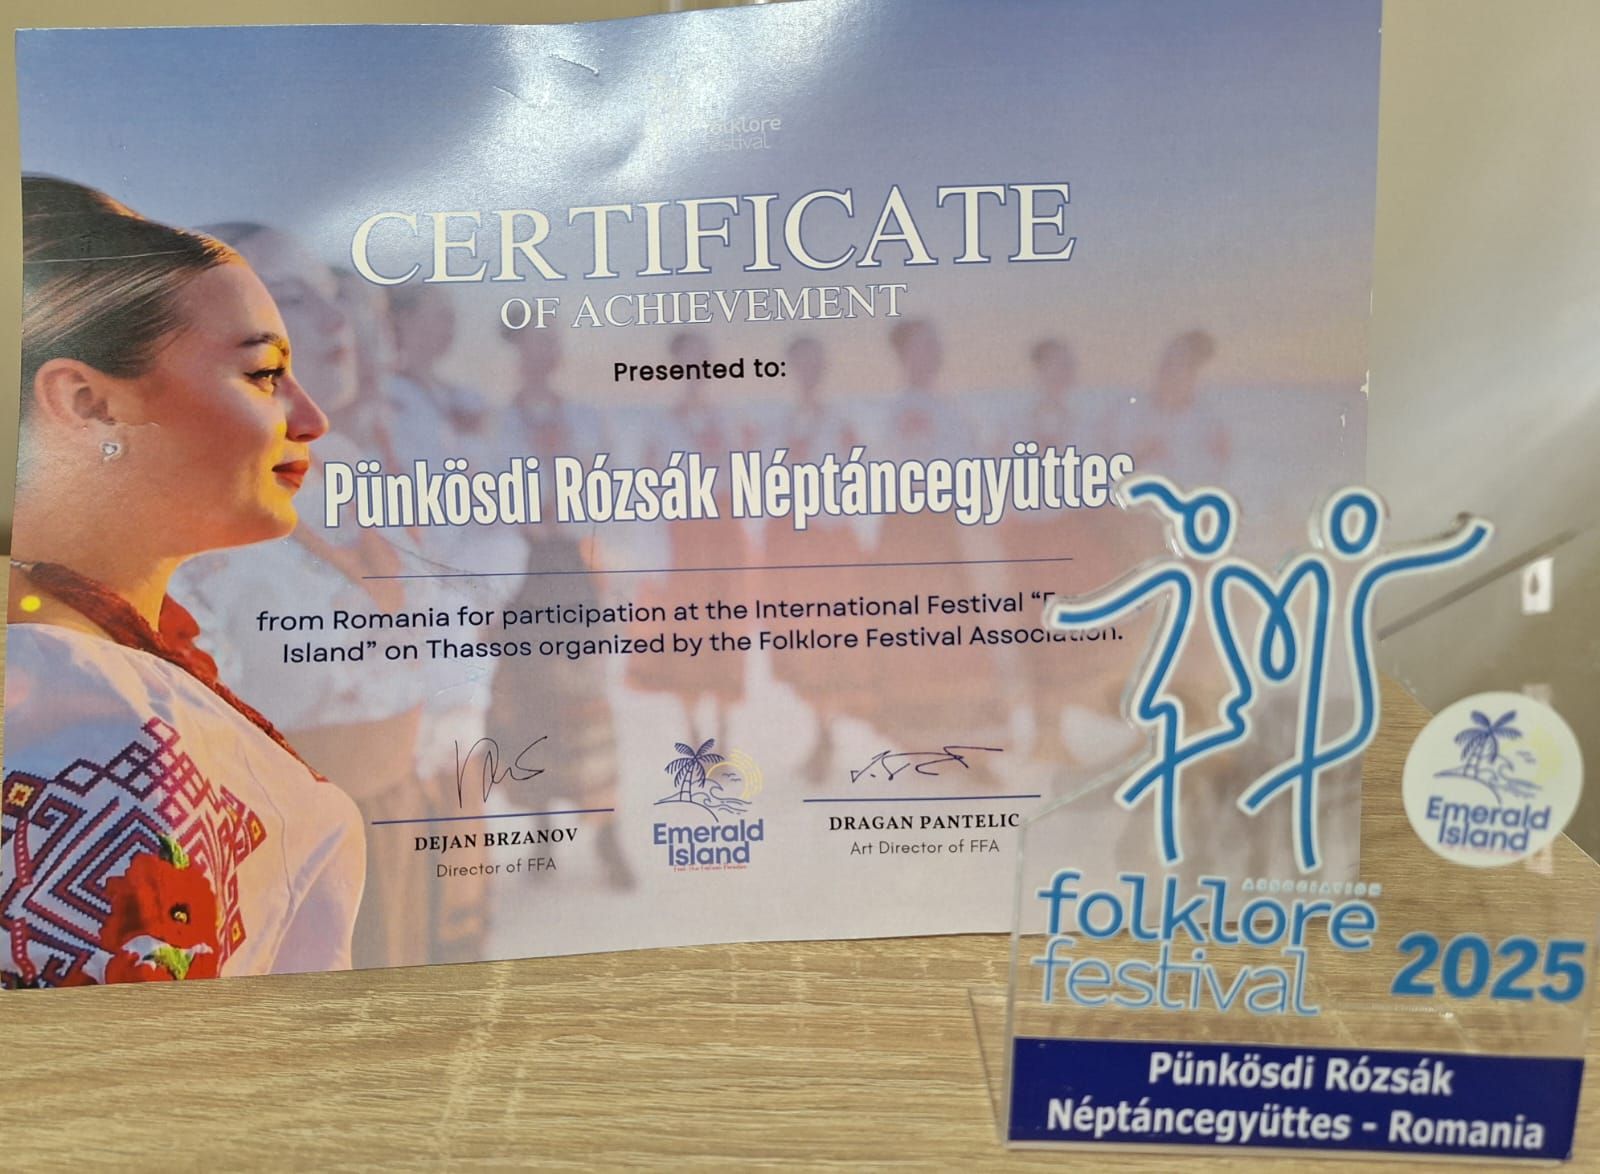 folklore
festival
CERTIFICATE
OF ACHIEVEMENT
Presented to:
Pünkösdi Rózsák Néptáncegyüttes
from Romania for participation at the International Festival “
Island” on Thassos organized by the Folklore Festival Association.
DEJAN BRZANOV
Director of FFA
Emerald
Island
DRAGAN PANTELIC
Art Director of FFA
Emerald
Island
ASSOCIATION
folklore
festival
2025
Pünkösdi Rózsák
Néptáncegyüttes - Romania